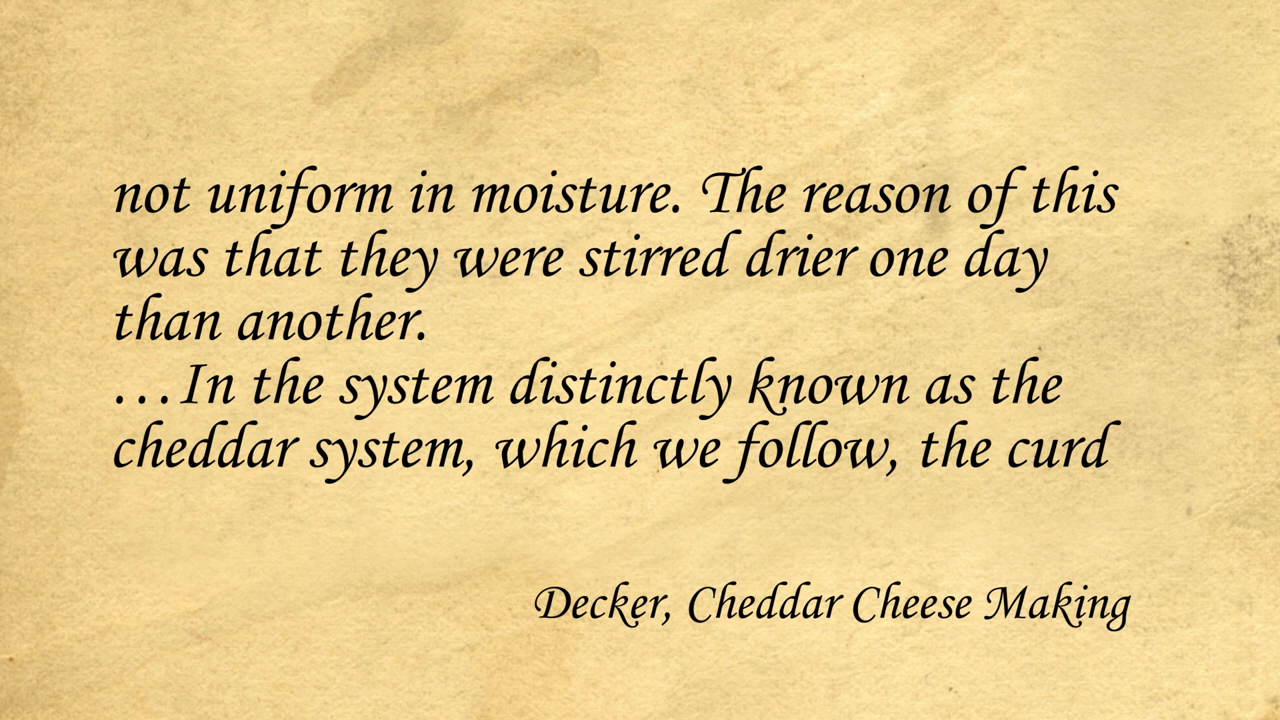 not uniform in moisture. The reason of this
was that they were stirred drier one day
than another.
…In the system distinctly known as the
cheddar system, which we follow, the curd
Decker, Cheddar Cheese Making